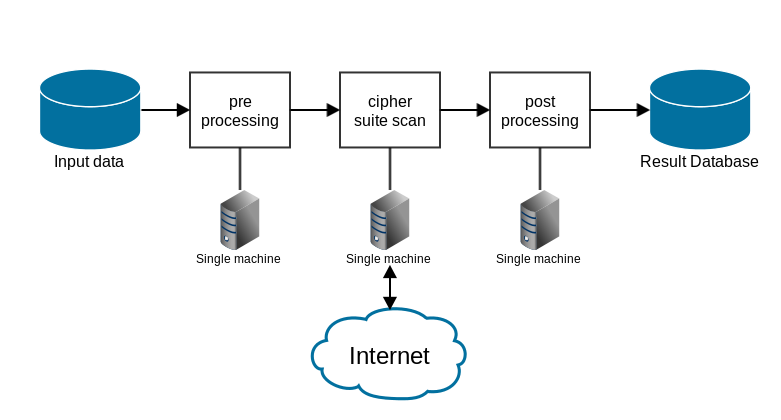 pre
processing
cipher
suite scan
post
processing
Input data
Result Database
Single machine
Single machine
Single machine
Internet